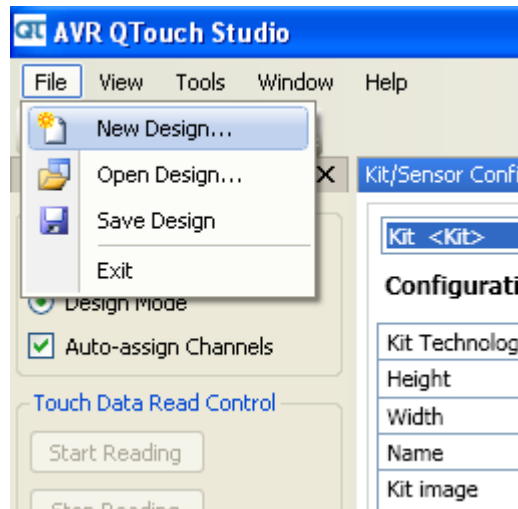 AVR QTouch Studio
File View Tools Window Help
New Design...
Open Design...
Save Design
Exit
Design Mode
Auto-assign Channels
Touch Data Read Control
Start Reading
Stop Reading
Kit/Sensor Confi
Kit <Kit>
Configurati
Kit Technolog
Height
Width
Name
Kit image